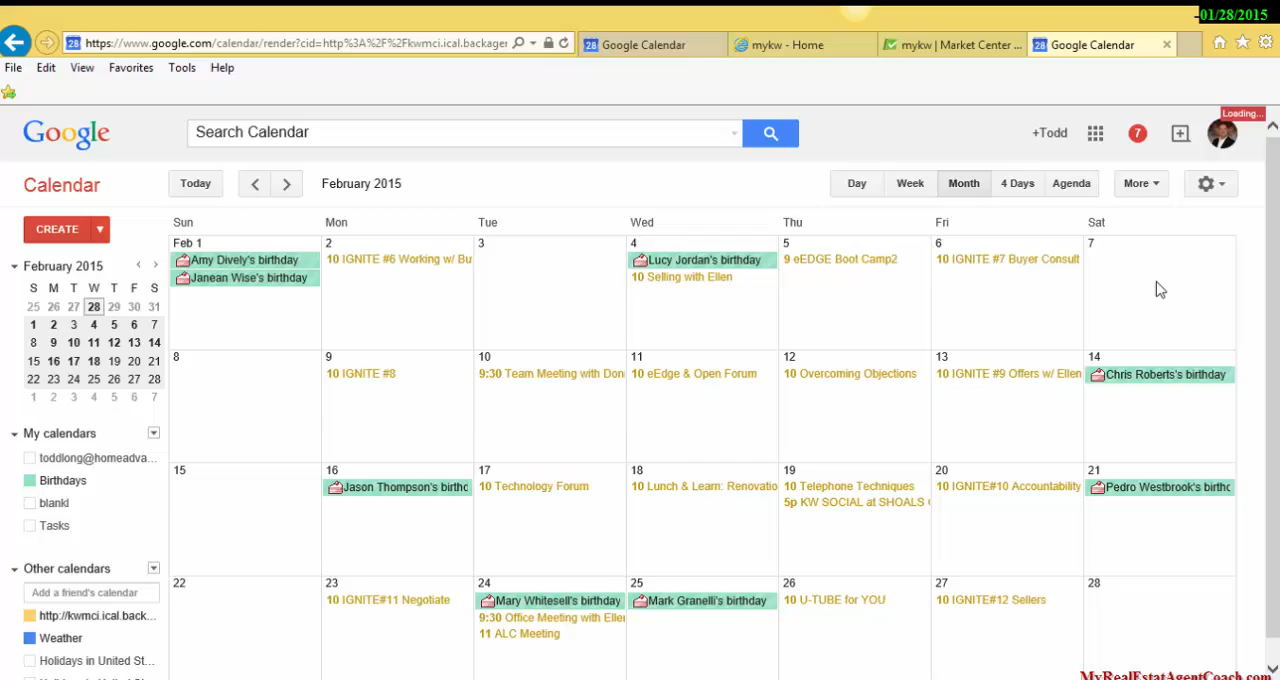 -01/28/2015
28 https://www.google.com/calendar/render?cid=http%3A%2F%2Fkwmci.ical.backager
28 Google Calendar
mykw - Home
mykw | Market Center ...
28 Google Calendar
File Edit View Favorites Tools Help
Loading...
Google
Search Calendar
+Todd
7
Calendar
Today
February 2015
Day Week Month 4 Days Agenda
More
CREATE
February 2015
S M T W T F S
25 26 27 28 29 30 31
1 2 3 4 5 6 7
8 9 10 11 12 13 14
15 16 17 18 19 20 21
22 23 24 25 26 27 28
1 2 3 4 5 6 7
My calendars
toddlong@homeadva...
Birthdays
blankl
Tasks
Other calendars
Add a friend's calendar
http://kwmci.ical.back...
Weather
Holidays in United St...
Sun Mon Tue Wed Thu Fri Sat
Feb 1
Amy Dively's birthday
Janean Wise's birthday
2
10 IGNITE #6 Working w/ Bu
3
4
Lucy Jordan's birthday
10 Selling with Ellen
5
9 eEDGE Boot Camp2
6
10 IGNITE #7 Buyer Consult
7
8
9
10 IGNITE #8
10
9:30 Team Meeting with Don
11
10 eEdge & Open Forum
12
10 Overcoming Objections
13
10 IGNITE #9 Offers w/ Ellen
14
Chris Roberts's birthday
15
16
Jason Thompson's birthd
17
10 Technology Forum
18
10 Lunch & Learn: Renovatio
19
10 Telephone Techniques
5p KW SOCIAL at SHOALS
20
10 IGNITE#10 Accountability
21
Pedro Westbrook's birthd
22
23
10 IGNITE#11 Negotiate
24
Mary Whitesell's birthday
9:30 Office Meeting with Ellen
11 ALC Meeting
25
Mark Granelli's birthday
26
10 U-TUBE for YOU
27
10 IGNITE#12 Sellers
28
MyRealEstatAgentCoach.com